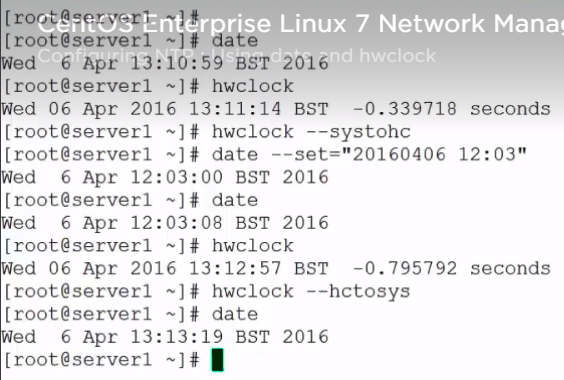 [root@server1 ~]#
CentOS Enterprise Linux 7 Network Mana
[root@server1 ~]# date
Configuring NTP : Using date and hwclock
Wed  6 Apr 13:10:59 BST 2016
[root@server1 ~]# hwclock
Wed 06 Apr 2016 13:11:14 BST  -0.339718 seconds
[root@server1 ~]# hwclock --systohc
[root@server1 ~]# date --set="20160406 12:03"
Wed  6 Apr 12:03:00 BST 2016
[root@server1 ~]# date
Wed  6 Apr 12:03:08 BST 2016
[root@server1 ~]# hwclock
Wed 06 Apr 2016 13:12:57 BST  -0.795792 seconds
[root@server1 ~]# hwclock --hctosys
[root@server1 ~]# date
Wed  6 Apr 13:13:19 BST 2016
[root@server1 ~]#